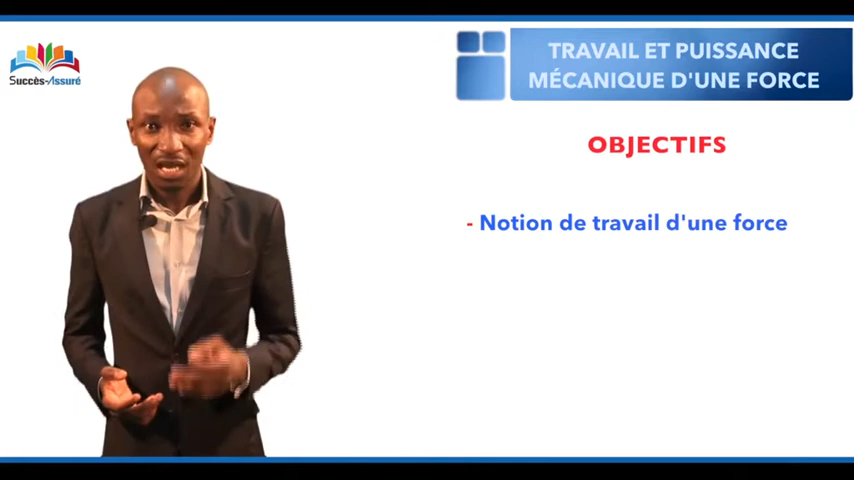 Succès-Assuré
TRAVAIL ET PUISSANCE
MÉCANIQUE D'UNE FORCE
OBJECTIFS
- Notion de travail d'une force